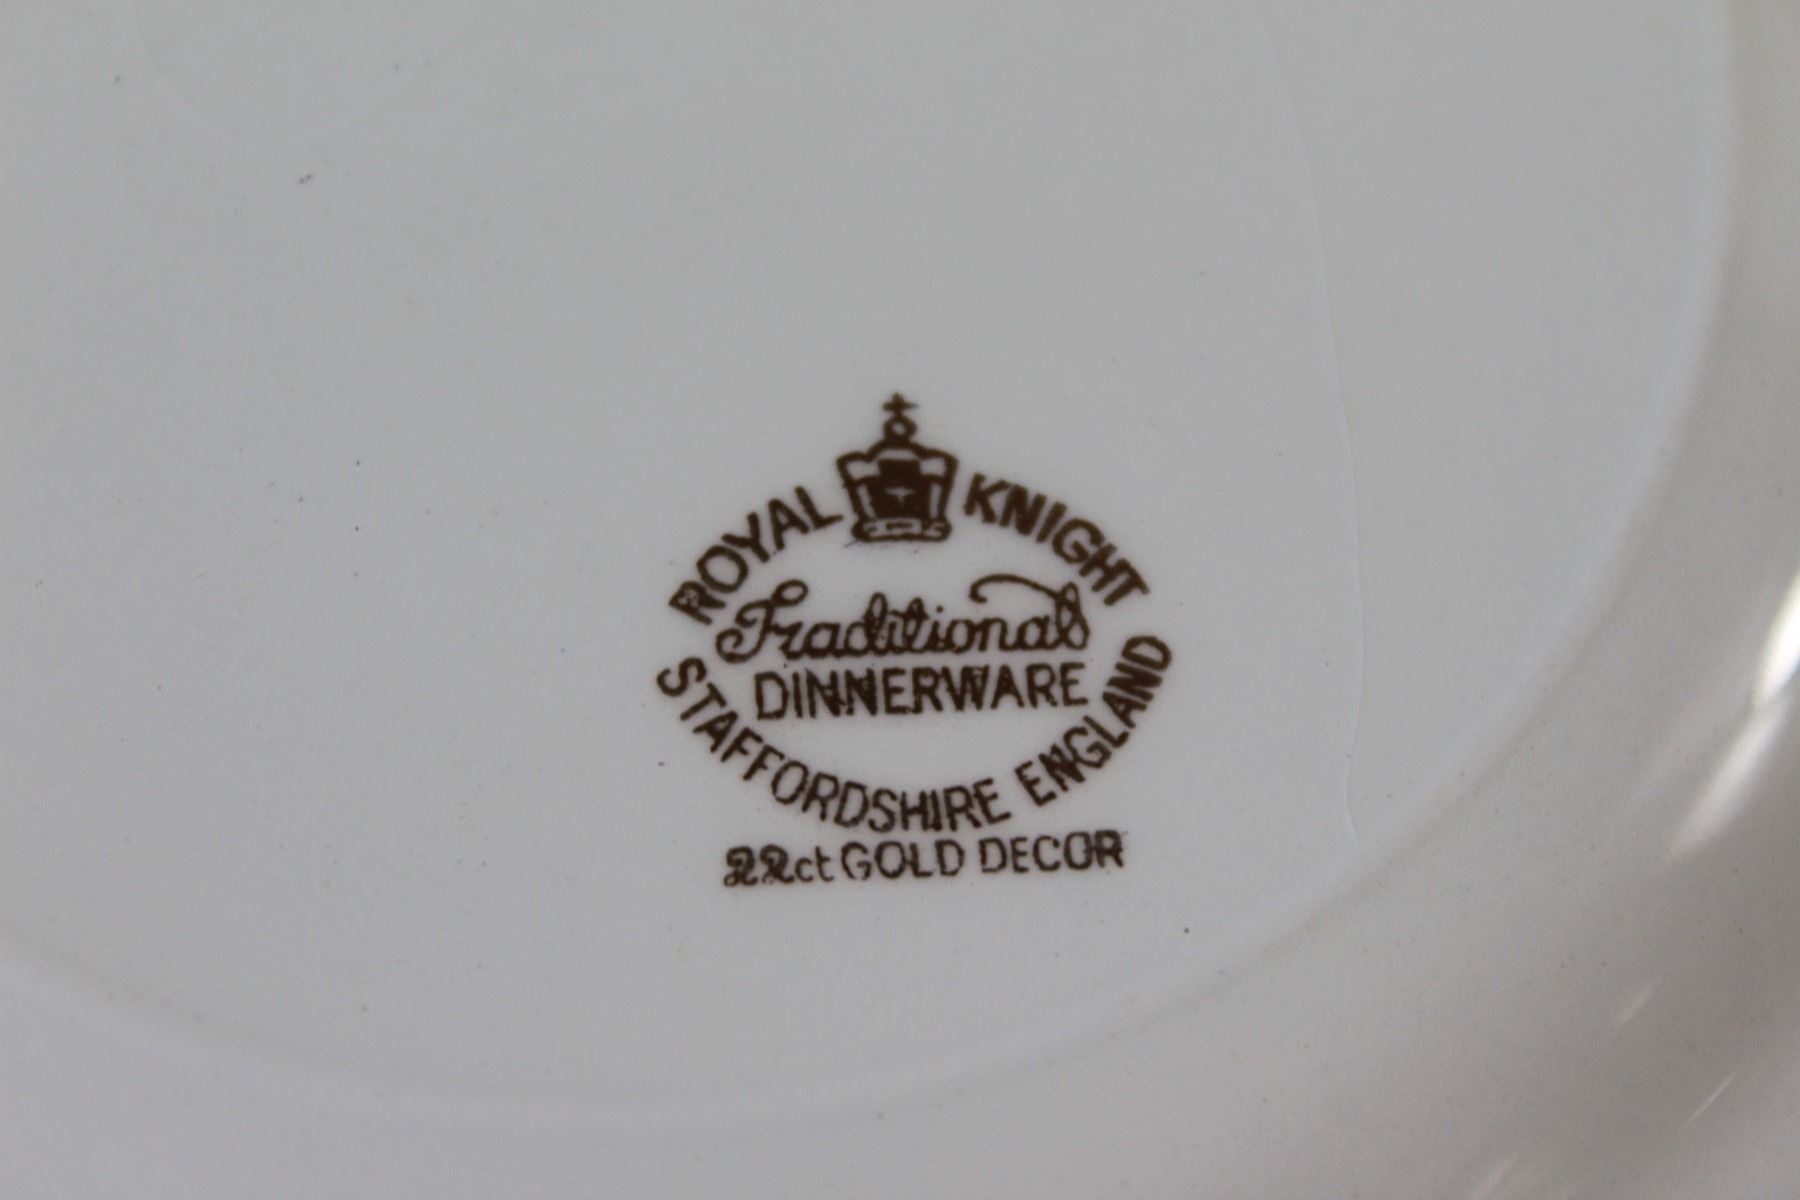 ROYAL KNIGHT
Traditional
DINNERWARE
STAFFORDSHIRE ENGLAND
22ct GOLD DECOR